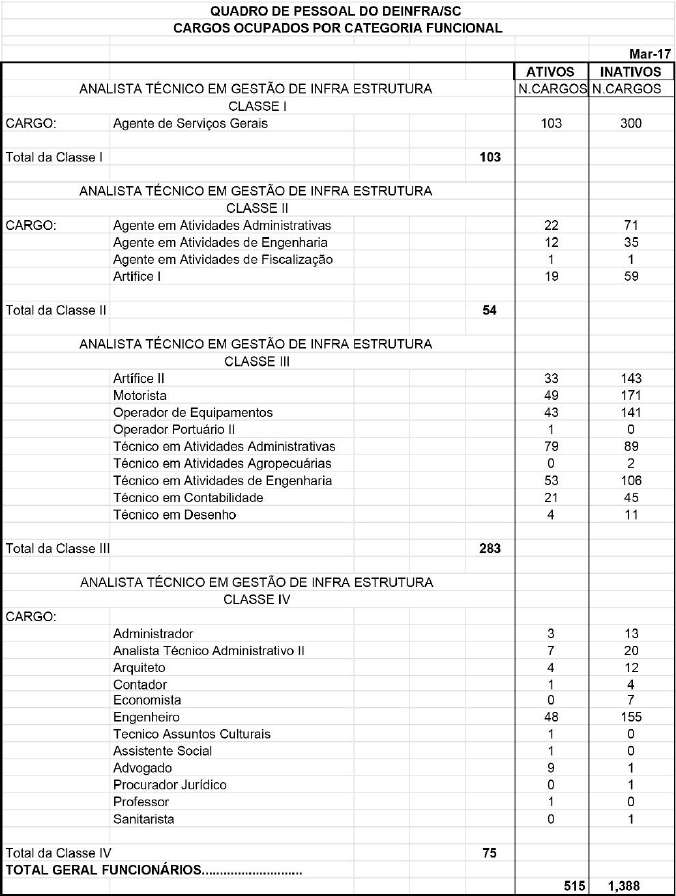 QUADRO DE PESSOAL DO DEINFRA/SC
CARGOS OCUPADOS POR CATEGORIA FUNCIONAL
Mar-17
ATIVOS INATIVOS
ANALISTA TÉCNICO EM GESTÃO DE INFRA ESTRUTURA N.CARGOS N.CARGOS
CLASSE I
CARGO: Agente de Serviços Gerais 103 300
Total da Classe I 103
ANALISTA TÉCNICO EM GESTÃO DE INFRA ESTRUTURA
CLASSE II
CARGO: Agente em Atividades Administrativas 22 71
Agente em Atividades de Engenharia 12 35
Agente em Atividades de Fiscalização 1 1
Artífice I 19 59
Total da Classe II 54
ANALISTA TÉCNICO EM GESTÃO DE INFRA ESTRUTURA
CLASSE III
Artífice II 33 143
Motorista 49 171
Operador de Equipamentos 43 141
Operador Portuário II 1 0
Técnico em Atividades Administrativas 79 89
Técnico em Atividades Agropecuárias 0 2
Técnico em Atividades de Engenharia 53 106
Técnico em Contabilidade 21 45
Técnico em Desenho 4 11
Total da Classe III 283
ANALISTA TÉCNICO EM GESTÃO DE INFRA ESTRUTURA
CLASSE IV
CARGO:
Administrador 3 13
Analista Técnico Administrativo II 7 20
Arquiteto 4 12
Contador 1 4
Economista 0 7
Engenheiro 48 155
Tecnico Assuntos Culturais 1 0
Assistente Social 1 0
Advogado 9 1
Procurador Jurídico 0 1
Professor 1 0
Sanitarista 0 1
Total da Classe IV 75
TOTAL GERAL FUNCIONÁRIOS...........................
515 1,388